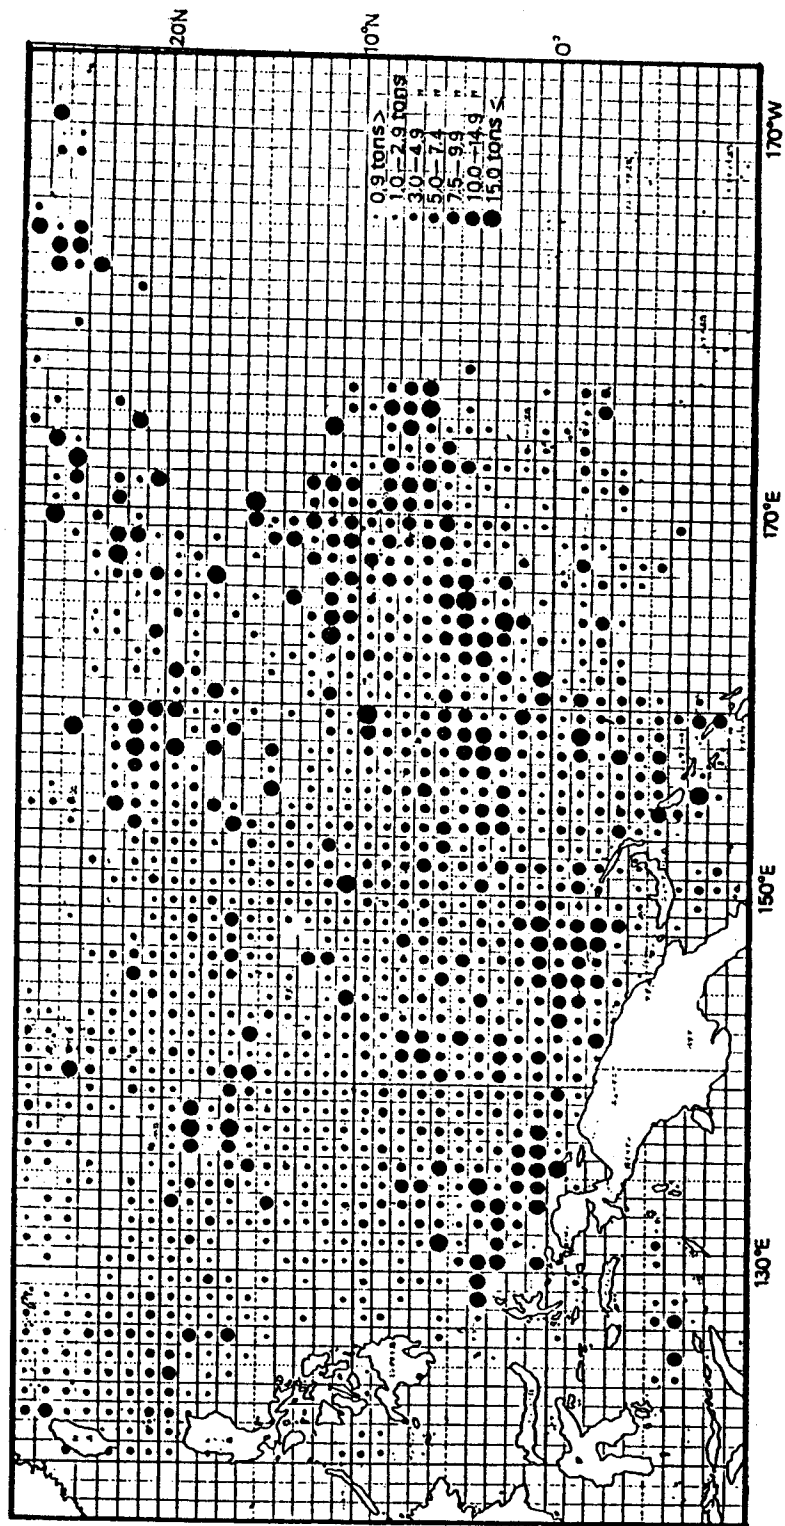 20N
10°N
0°
0.9 tons>
1.0—2.9 tons
3.0—4.9 "
5.0—7.4 "
7.5—9.9 "
10.0—14.9 "
15.0 tons ≤
170°W
170°E
150°E
130°E